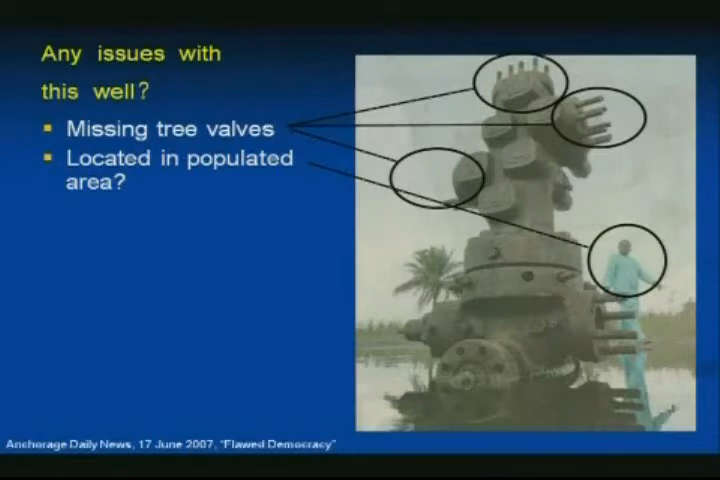 Any issues with
this well?
Missing tree valves
Located in populated
area?
Anchorage Daily News, 17 June 2007, "Flawed Democracy"